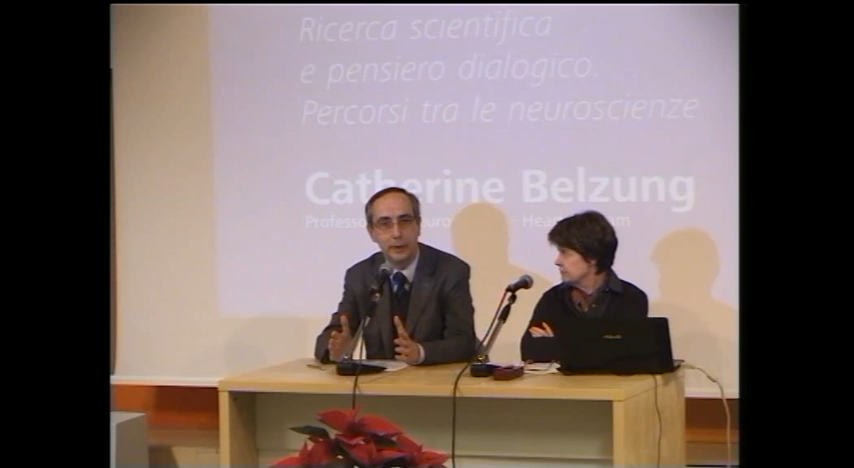 Ricerca scientifica
e pensiero dialogico.
Percorsi tra le neuroscienze
Catherine Belzung